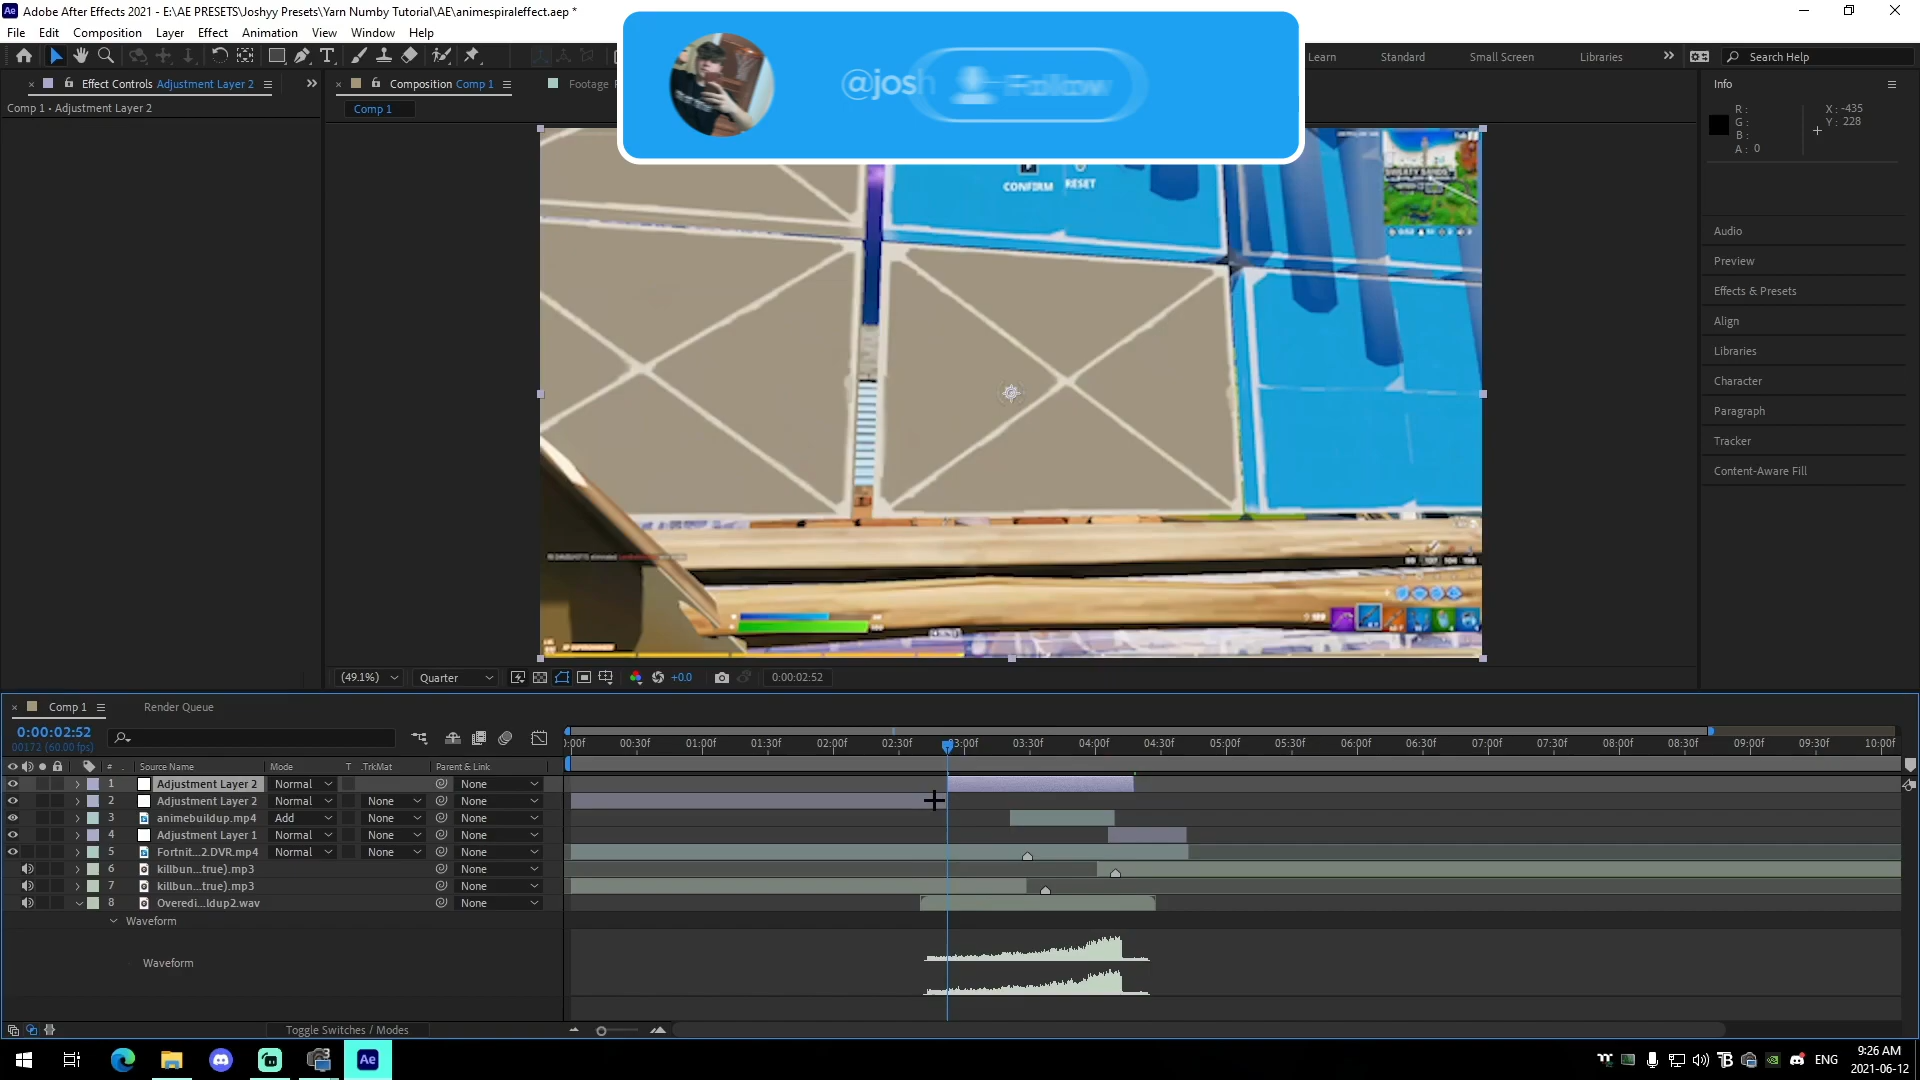 Adobe After Effects 2021 - E:\AE PRESETS\Joshyy Presets\Yarn Numby Tutorial\AE\animespiraleffect.aep *
File Edit Composition Layer Effect Animation View Window Help
Learn Standard Small Screen Libraries Search Help
@josh Follow
Effect Controls Adjustment Layer 2
Composition Comp 1
Footage
Info
Comp 1 • Adjustment Layer 2
Comp 1
R :
G :
B :
A : 0
X : -435
Y : 228
CONFIRM RESET
SWEATY SANDS
Audio
Preview
Effects & Presets
Align
Libraries
Character
Paragraph
Tracker
Content-Aware Fill
(49.1%) Quarter +0.0 0:00:02:52
Comp 1 Render Queue
0:00:02:52
00172 (60.00 fps)
:00f 00:30f 01:00f 01:30f 02:00f 02:30f 03:00f 03:30f 04:00f 04:30f 05:00f 05:30f 06:00f 06:30f 07:00f 07:30f 08:00f 08:30f 09:00f 09:30f 10:00f
# Source Name Mode T .TrkMat Parent & Link
1 Adjustment Layer 2 Normal None
2 Adjustment Layer 2 Normal None None
3 animebuildup.mp4 Add None None
4 Adjustment Layer 1 Normal None None
5 Fortnit...2.DVR.mp4 Normal None None
6 killbun...true).mp3 None
7 killbun...true).mp3 None
8 Overedi...ldup2.wav None
Waveform
Waveform
Toggle Switches / Modes
Ae
ENG
9:26 AM
2021-06-12